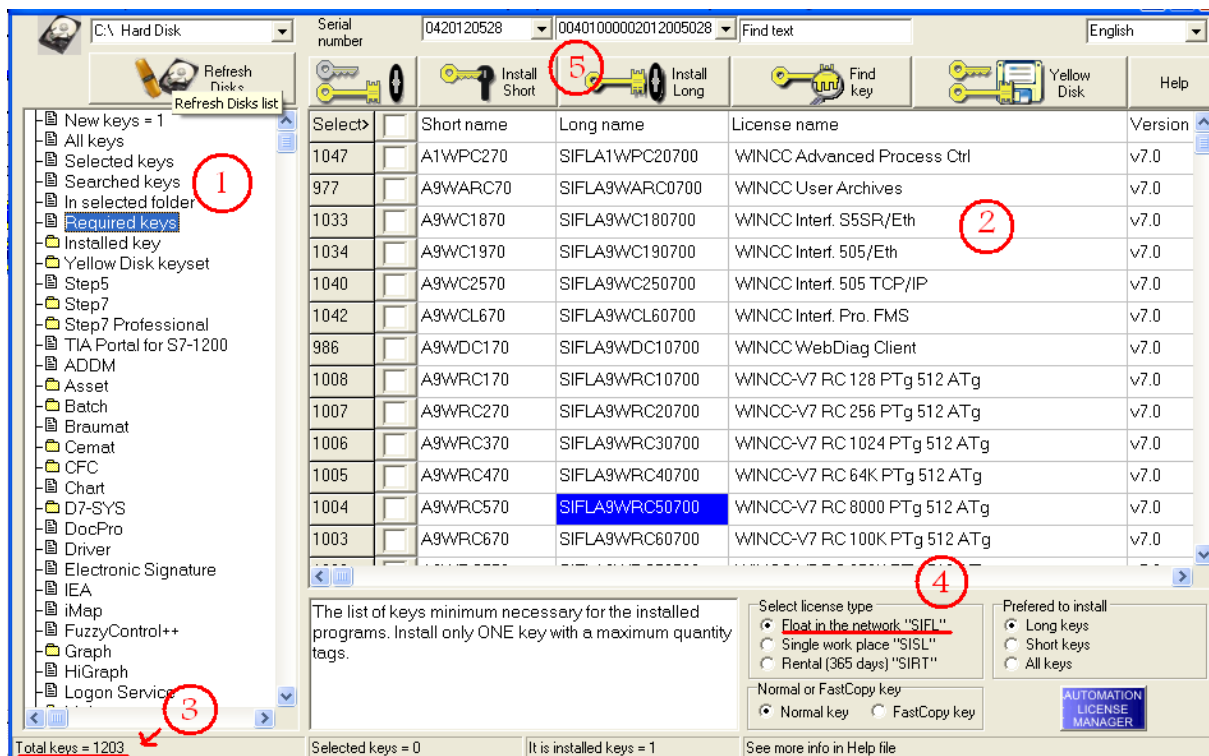 C:\ Hard Disk
Serial number
0420120528
00401000002012005028
Find text
English
Refresh Disks
Refresh Disks list
Install Short
5
Install Long
Find key
Yellow Disk
Help
New keys = 1
All keys
Selected keys
Searched keys
In selected folder
Required keys
Installed key
Yellow Disk keyset
Step5
Step7
Step7 Professional
TIA Portal for S7-1200
ADDM
Asset
Batch
Braumat
Cemat
CFC
Chart
D7-SYS
DocPro
Driver
Electronic Signature
IEA
iMap
FuzzyControl++
Graph
HiGraph
Logon Service
1
Select> Short name Long name License name Version
1047 A1WPC270 SIFLA1WPC20700 WINCC Advanced Process Ctrl v7.0
977 A9WARC70 SIFLA9WARC0700 WINCC User Archives v7.0
1033 A9WC1870 SIFLA9WC180700 WINCC Interf. S5SR/Eth v7.0
2
1034 A9WC1970 SIFLA9WC190700 WINCC Interf. 505/Eth v7.0
1040 A9WC2570 SIFLA9WC250700 WINCC Interf. 505 TCP/IP v7.0
1042 A9WCL670 SIFLA9WCL60700 WINCC Interf. Pro. FMS v7.0
986 A9WDC170 SIFLA9WDC10700 WINCC WebDiag Client v7.0
1008 A9WRC170 SIFLA9WRC10700 WINCC-V7 RC 128 PTg 512 ATg v7.0
1007 A9WRC270 SIFLA9WRC20700 WINCC-V7 RC 256 PTg 512 ATg v7.0
1006 A9WRC370 SIFLA9WRC30700 WINCC-V7 RC 1024 PTg 512 ATg v7.0
1005 A9WRC470 SIFLA9WRC40700 WINCC-V7 RC 64K PTg 512 ATg v7.0
1004 A9WRC570 SIFLA9WRC50700 WINCC-V7 RC 8000 PTg 512 ATg v7.0
1003 A9WRC670 SIFLA9WRC60700 WINCC-V7 RC 100K PTg 512 ATg v7.0
4
The list of keys minimum necessary for the installed
programs. Install only ONE key with a maximum quantity
tags.
Select license type
Float in the network "SIFL"
Single work place "SISL"
Rental (365 days) "SIRT"
Normal or FastCopy key
Normal key FastCopy key
Prefered to install
Long keys
Short keys
All keys
AUTOMATION
LICENSE
MANAGER
3
Total keys = 1203
Selected keys = 0
It is installed keys = 1
See more info in Help file